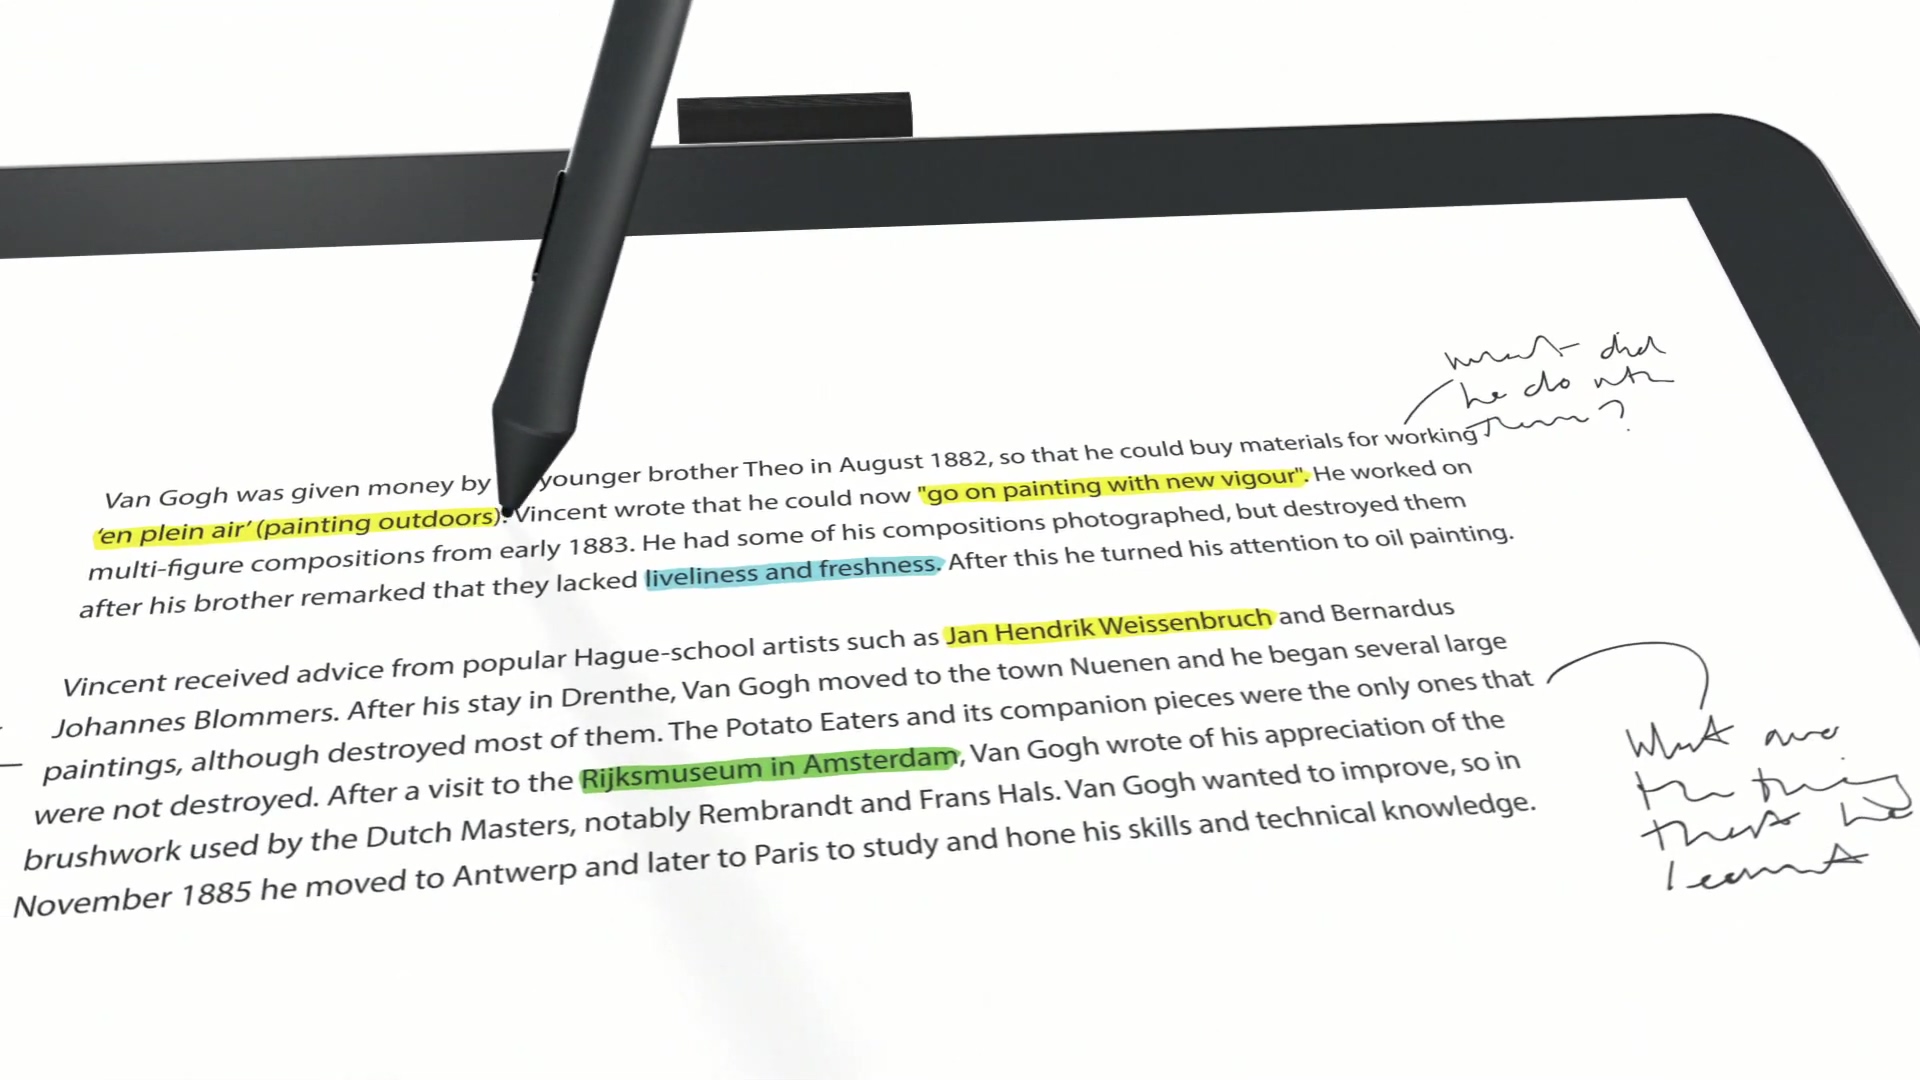 what did
he do with
them?
Van Gogh was given money by younger brother Theo in August 1882, so that he could buy materials for working
‘en plein air’ (painting outdoors). Vincent wrote that he could now "go on painting with new vigour". He worked on
multi-figure compositions from early 1883. He had some of his compositions photographed, but destroyed them
after his brother remarked that they lacked liveliness and freshness. After this he turned his attention to oil painting.
Vincent received advice from popular Hague-school artists such as Jan Hendrik Weissenbruch and Bernardus
Johannes Blommers. After his stay in Drenthe, Van Gogh moved to the town Nuenen and he began several large
paintings, although destroyed most of them. The Potato Eaters and its companion pieces were the only ones that
were not destroyed. After a visit to the Rijksmuseum in Amsterdam, Van Gogh wrote of his appreciation of the
brushwork used by the Dutch Masters, notably Rembrandt and Frans Hals. Van Gogh wanted to improve, so in
November 1885 he moved to Antwerp and later to Paris to study and hone his skills and technical knowledge.
What are
the thing
that he
learnt